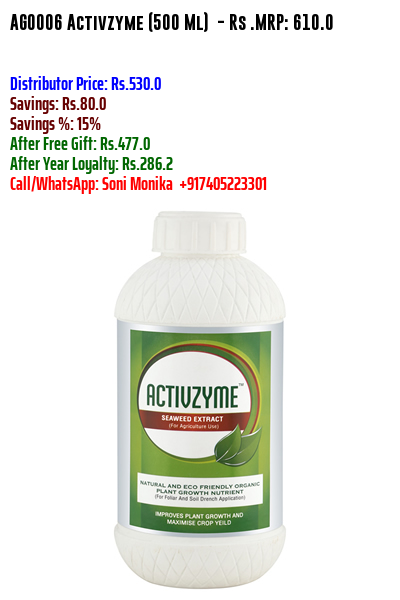 AG0006 Activzyme (500 Ml) - Rs .MRP: 610.0
Distributor Price: Rs.530.0
Savings: Rs.80.0
Savings %: 15%
After Free Gift: Rs.477.0
After Year Loyalty: Rs.286.2
Call/WhatsApp: Soni Monika +917405223301
ACTIVZYME™
SEAWEED EXTRACT
(For Agriculture Use)
NATURAL AND ECO FRIENDLY ORGANIC
PLANT GROWTH NUTRIENT
(For Foliar And Soil Drench Application)
IMPROVES PLANT GROWTH AND
MAXIMISE CROP YEILD